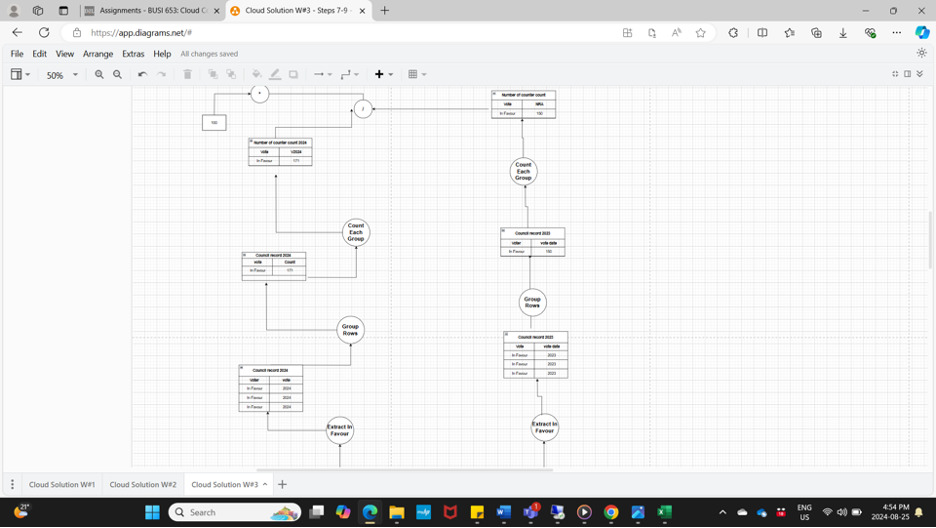 Assignments - BUSI 653: Cloud C
Cloud Solution W#3 - Steps 7-9
https://app.diagrams.net/#
File Edit View Arrange Extras Help All changes saved
50%
100
Number of counter count 2024
Vote V2024
In Favour 171
Count
Each
Group
Council record 2024
Vote Count
In Favour 171
Group
Rows
Council record 2024
Voter vote
In Favour 2024
In Favour 2024
In Favour 2024
Extract In
Favour
Number of counter count
Vote
In Favour 150
Count
Each
Group
Council record 2023
Voter vote date
In Favour 150
Group
Rows
Council record 2023
Vote vote date
In Favour 2023
In Favour 2023
In Favour 2023
Extract In
Favour
Cloud Solution W#1 Cloud Solution W#2 Cloud Solution W#3
21°
Search
ENG
US
4:54 PM
2024-08-25